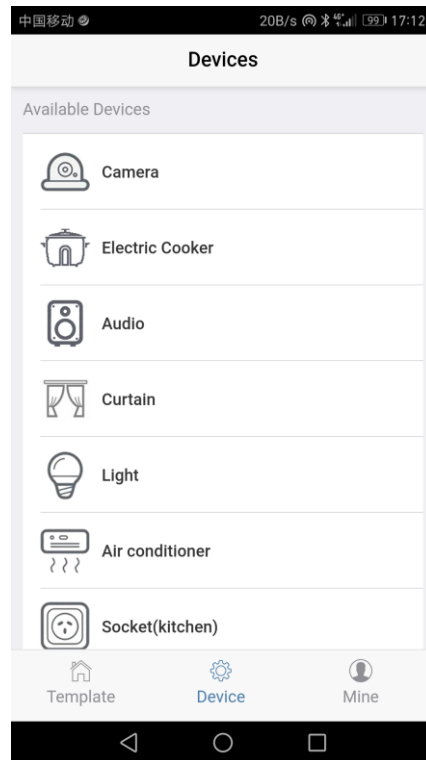 中国移动 20B/s 4G 99 17:12
Devices
Available Devices
Camera
Electric Cooker
Audio
Curtain
Light
Air conditioner
Socket(kitchen)
Template Device Mine